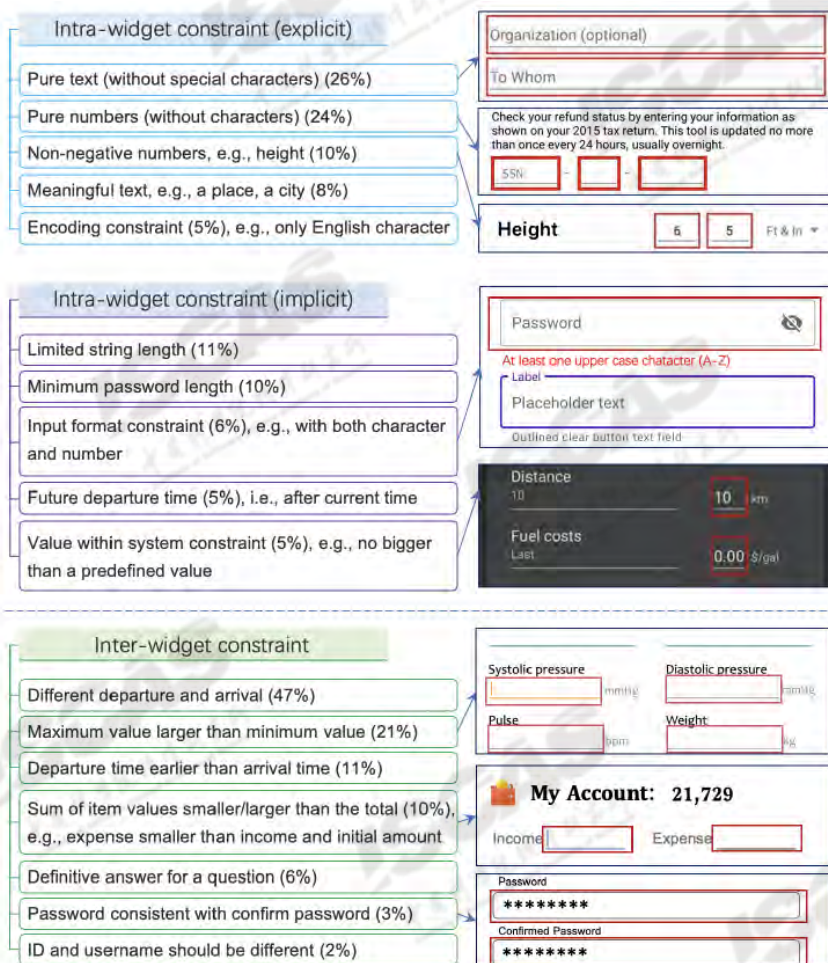 Intra-widget constraint (explicit)
Pure text (without special characters) (26%)
Pure numbers (without characters) (24%)
Non-negative numbers, e.g., height (10%)
Meaningful text, e.g., a place, a city (8%)
Encoding constraint (5%), e.g., only English character
Organization (optional)
To Whom
Check your refund status by entering your information as
shown on your 2015 tax return. This tool is updated no more
than once every 24 hours, usually overnight.
SSN - -
Height 6 5 Ft & In
Intra-widget constraint (implicit)
Limited string length (11%)
Minimum password length (10%)
Input format constraint (6%), e.g., with both character
and number
Future departure time (5%), i.e., after current time
Value within system constraint (5%), e.g., no bigger
than a predefined value
Password
At least one upper case chatacter (A-Z)
Label
Placeholder text
Outlined clear button text field
Distance
10 10 km
Fuel costs
Last 0.00 $/gal
Inter-widget constraint
Different departure and arrival (47%)
Maximum value larger than minimum value (21%)
Departure time earlier than arrival time (11%)
Sum of item values smaller/larger than the total (10%),
e.g., expense smaller than income and initial amount
Definitive answer for a question (6%)
Password consistent with confirm password (3%)
ID and username should be different (2%)
Systolic pressure Diastolic pressure
mmHg mmHg
Pulse Weight
bpm kg
My Account: 21,729
Income Expense
Password
********
Confirmed Password
********
ISCAS